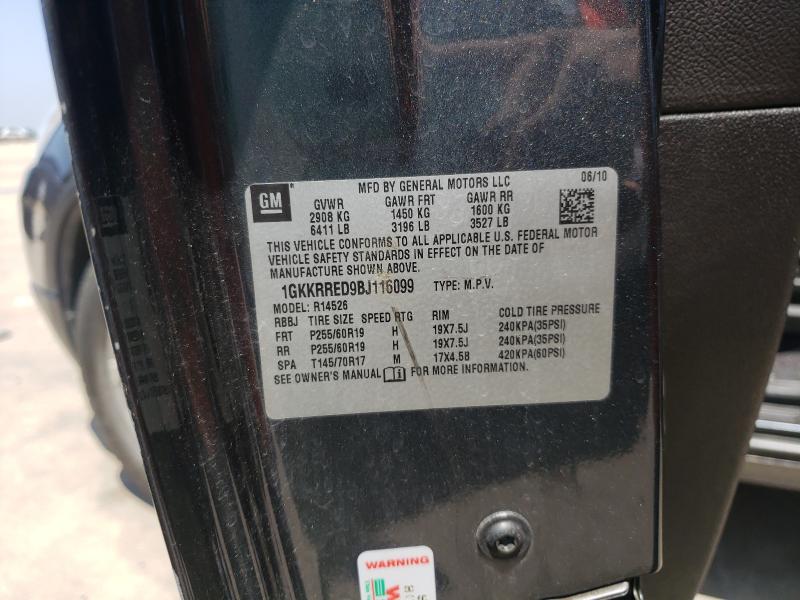 MFD BY GENERAL MOTORS LLC 06/10
GM
GVWR GAWR FRT GAWR RR
2908 KG 1450 KG 1600 KG
6411 LB 3196 LB 3527 LB
THIS VEHICLE CONFORMS TO ALL APPLICABLE U.S. FEDERAL MOTOR
VEHICLE SAFETY STANDARDS IN EFFECT ON THE DATE OF
MANUFACTURE SHOWN ABOVE.
1GKKRRED9BJ116099 TYPE: M.P.V.
MODEL: R14526
RBBJ TIRE SIZE SPEED RTG RIM COLD TIRE PRESSURE
FRT P255/60R19 H 19X7.5J 240KPA(35PSI)
RR P255/60R19 H 19X7.5J 240KPA(35PSI)
SPA T145/70R17 M 17X4.5B 420KPA(60PSI)
SEE OWNER'S MANUAL FOR MORE INFORMATION.
WARNING